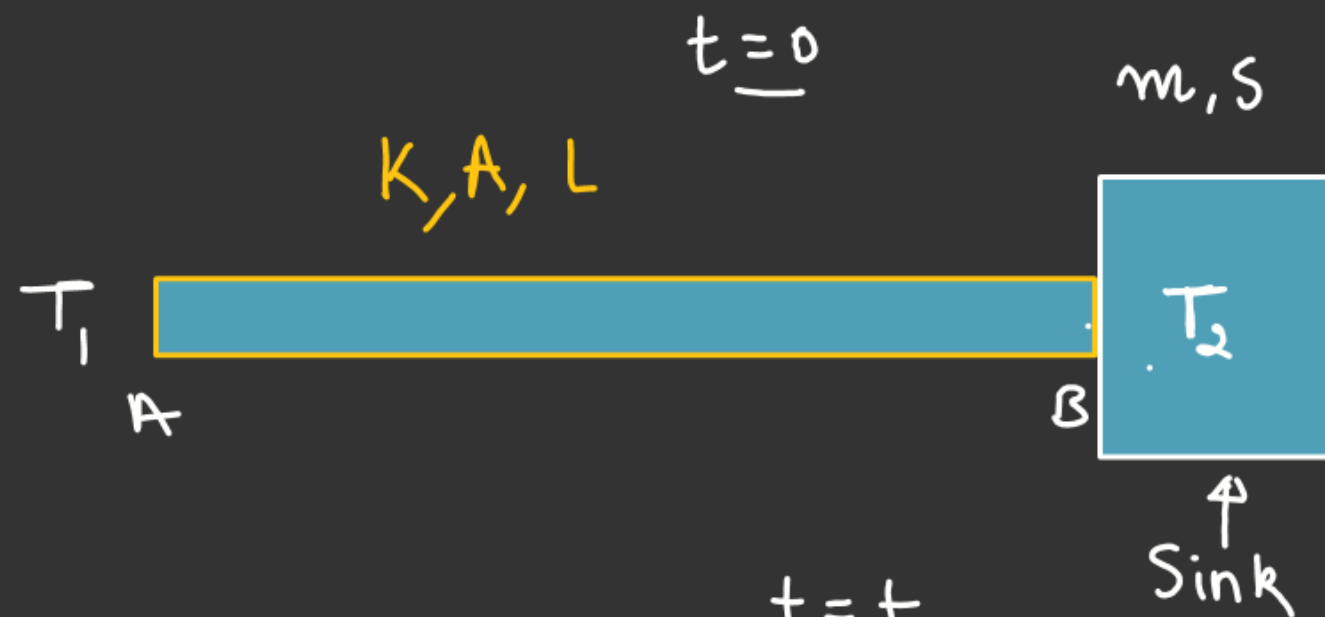 t = 0
m, S
K, A, L
T₁
T₂
A
B
Sink
t = t